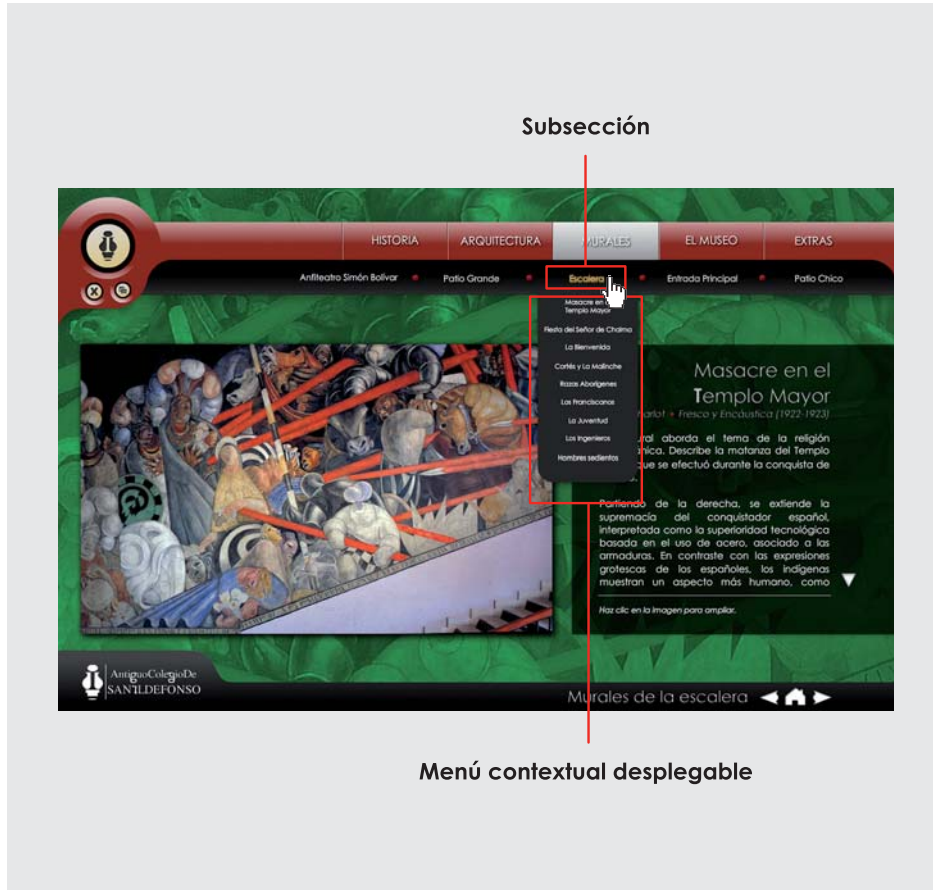 Subsección
HISTORIA
ARQUITECTURA
MURALES
EL MUSEO
EXTRAS
Anfiteatro Simón Bolívar
Patio Grande
Escalera
Entrada Principal
Patio Chico
Masacre en
Templo Mayor
Fiesta del Señor de Chalma
La Bienvenida
Cortés y La Malinche
Razas Aborígenes
Los Franciscanos
La Juventud
Los Ingenieros
Hombres sedientos
Masacre en el
Templo Mayor
Fresco y Encáustica (1922-1923)
aborda el tema de la religión
Describe la matanza del Templo
que se efectuó durante la conquista de
Partiendo de la derecha, se extiende la
supremacía del conquistador español,
interpretada como la superioridad tecnológica
basada en el uso de acero, asociado a las
armaduras. En contraste con las expresiones
grotescas de los españoles, los indígenas
muestran un aspecto más humano, como
Haz clic en la imagen para ampliar.
AntiguoColegioDe
SANILDEFONSO
Murales de la escalera
Menú contextual desplegable